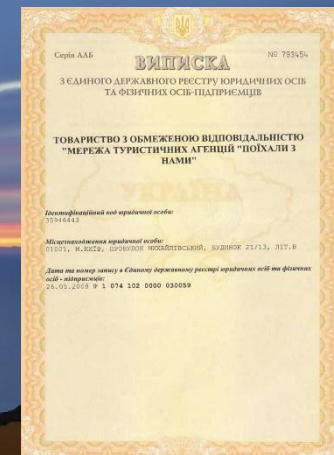 Серія ААБ
№ 793454
ВИПИСКА
З ЄДИНОГО ДЕРЖАВНОГО РЕЄСТРУ ЮРИДИЧНИХ ОСІБ
ТА ФІЗИЧНИХ ОСІБ-ПІДПРИЄМЦІВ
ТОВАРИСТВО З ОБМЕЖЕНОЮ ВІДПОВІДАЛЬНІСТЮ
"МЕРЕЖА ТУРИСТИЧНИХ АГЕНЦІЙ "ПОЇХАЛИ З
НАМИ"
УКРАЇНА
Ідентифікаційний код юридичної особи:
35946443
Місцезнаходження юридичної особи:
01001, М.КИЇВ, ПРОВУЛОК МИХАЙЛІВСЬКИЙ, БУДИНОК 21/13, ЛІТ.В
Дата та номер запису в Єдиному державному реєстрі юридичних осіб та фізичних
осіб - підприємців:
26.05.2008 № 1 074 102 0000 030059